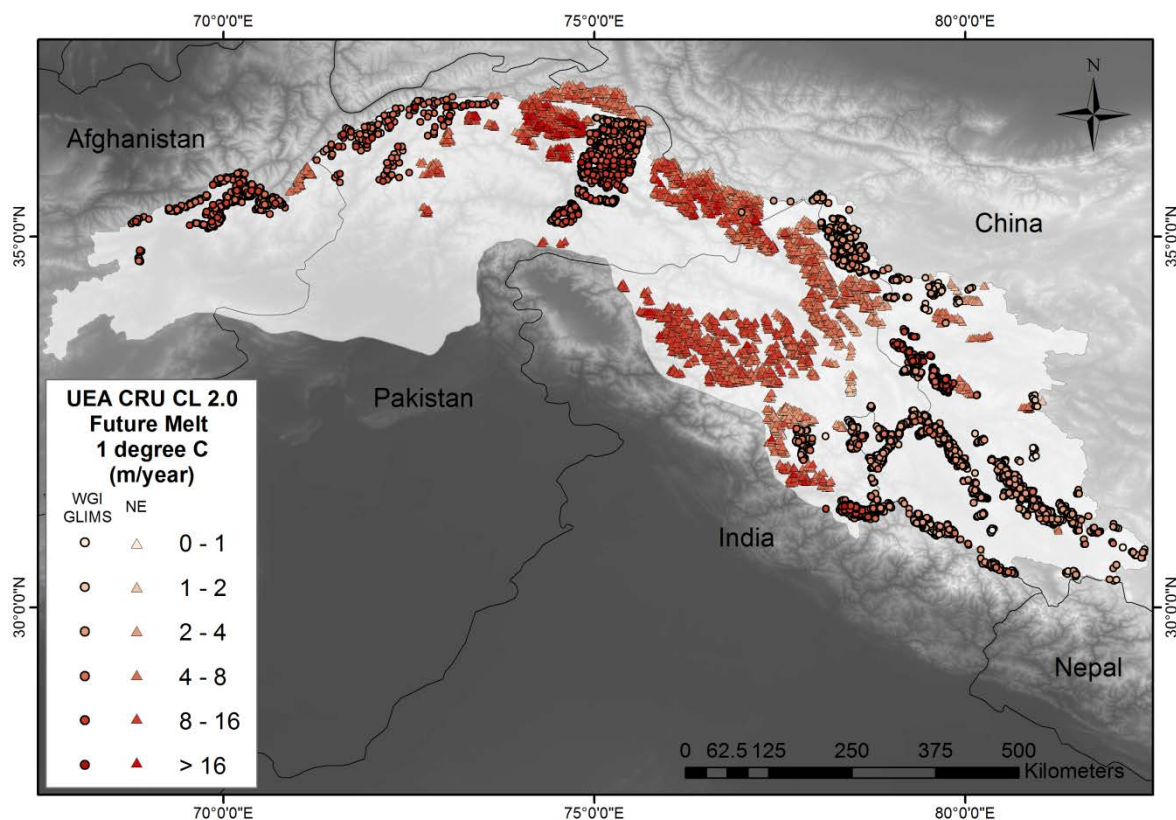 70°0'0"E 75°0'0"E 80°0'0"E
N
Afghanistan
China
35°0'0"N 35°0'0"N
Pakistan
UEA CRU CL 2.0
Future Melt
1 degree C
(m/year)
WGI
GLIMS NE
0 - 1
1 - 2
2 - 4
4 - 8
8 - 16
> 16
India
30°0'0"N 30°0'0"N
Nepal
0 62.5 125 250 375 500
Kilometers
70°0'0"E 75°0'0"E 80°0'0"E